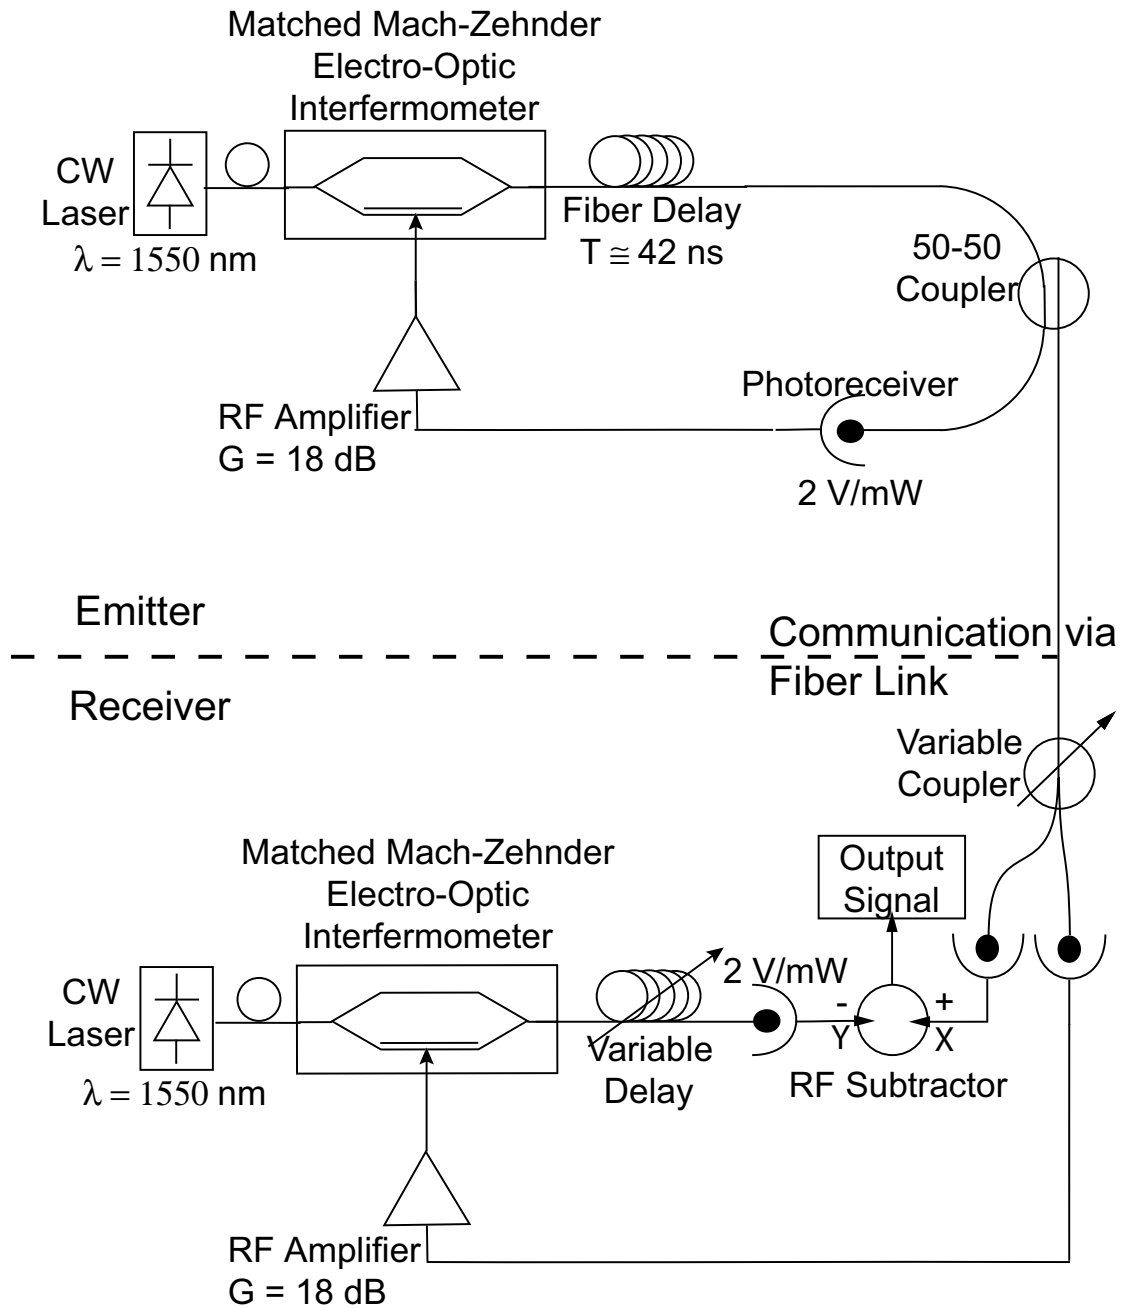 Matched Mach-Zehnder
Electro-Optic
Interfermometer
CW
Laser
λ = 1550 nm
Fiber Delay
T ≅ 42 ns
50-50
Coupler
Photoreceiver
2 V/mW
RF Amplifier
G = 18 dB
Emitter
Communication via
Fiber Link
Receiver
Variable
Coupler
Matched Mach-Zehnder
Electro-Optic
Interfermometer
Output
Signal
CW
Laser
λ = 1550 nm
2 V/mW
Variable
Delay
-
Y
+
X
RF Subtractor
RF Amplifier
G = 18 dB